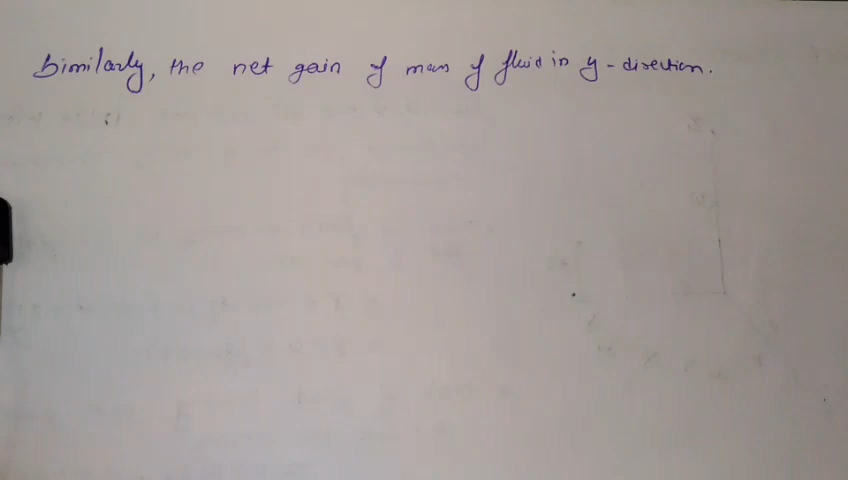 Similarly, the net gain of mass of fluid in y-direction.